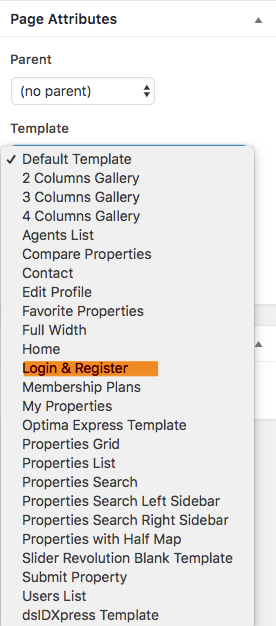 Page Attributes
Parent
(no parent)
Template
Default Template
2 Columns Gallery
3 Columns Gallery
4 Columns Gallery
Agents List
Compare Properties
Contact
Edit Profile
Favorite Properties
Full Width
Home
Login & Register
Membership Plans
My Properties
Optima Express Template
Properties Grid
Properties List
Properties Search
Properties Search Left Sidebar
Properties Search Right Sidebar
Properties with Half Map
Slider Revolution Blank Template
Submit Property
Users List
dsIDXpress Template